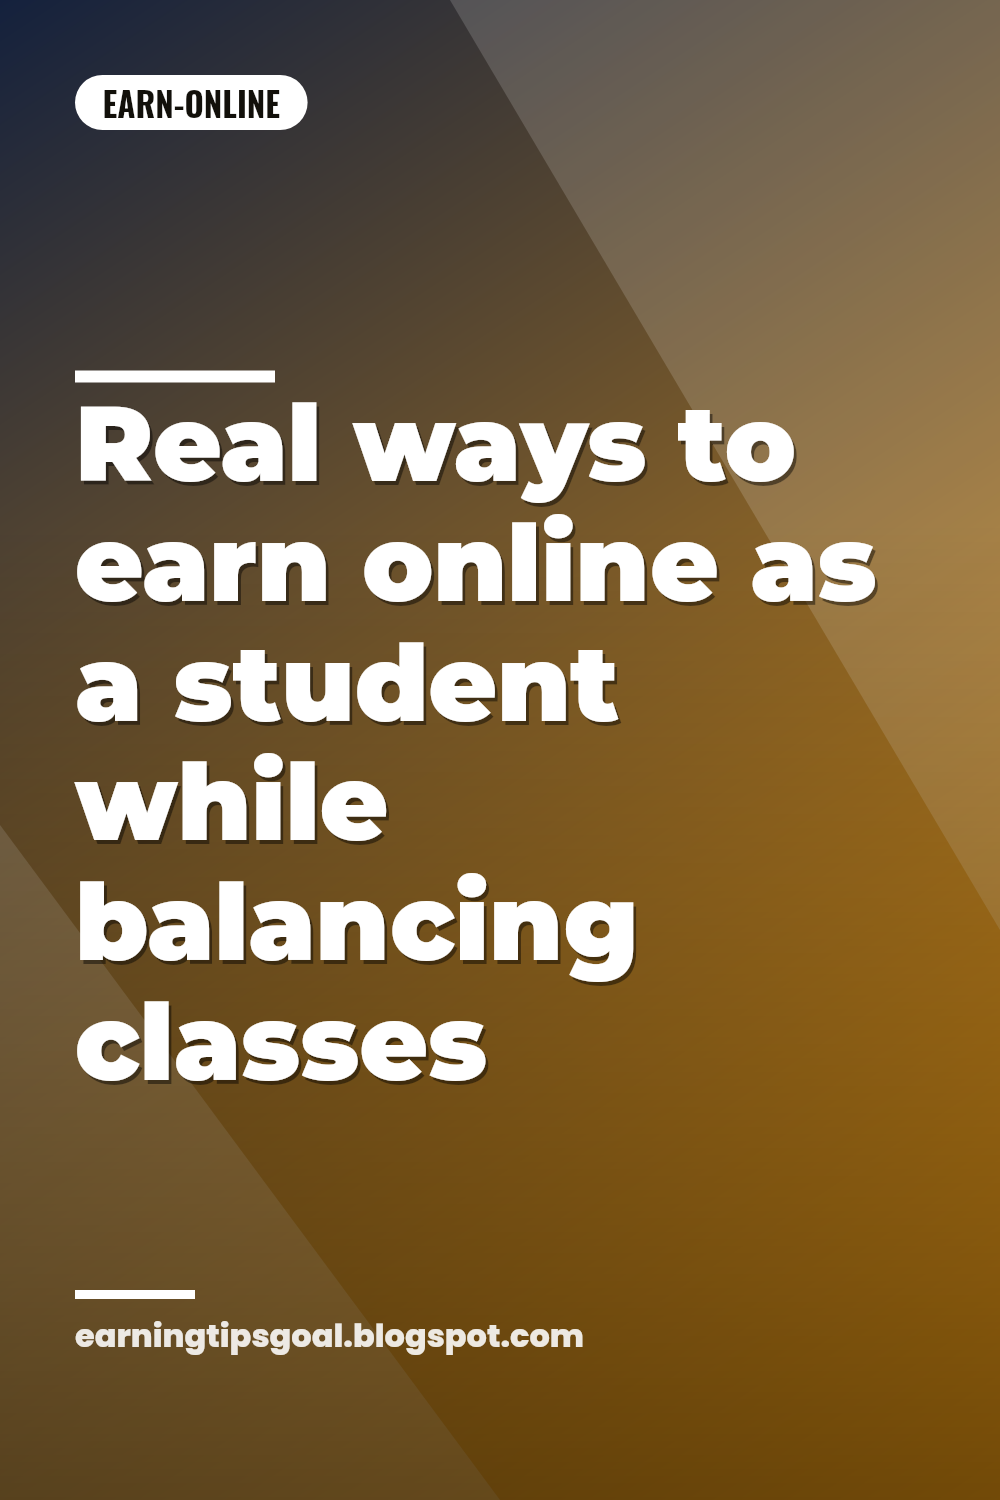 EARN-ONLINE
Real ways to
earn online as
a student
while
balancing
classes
earningtipsgoal.blogspot.com